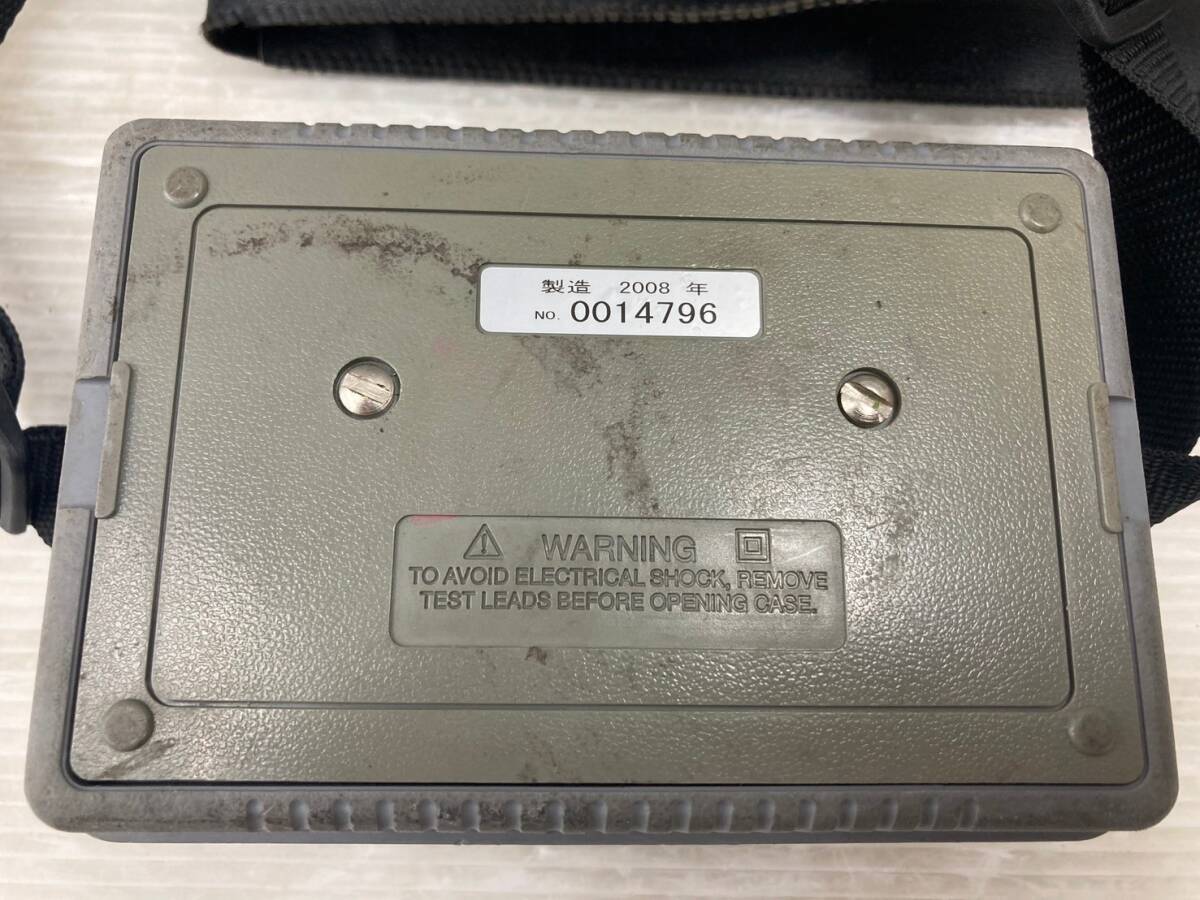 製造 2008 年
NO. 0014796
WARNING
TO AVOID ELECTRICAL SHOCK, REMOVE
TEST LEADS BEFORE OPENING CASE.